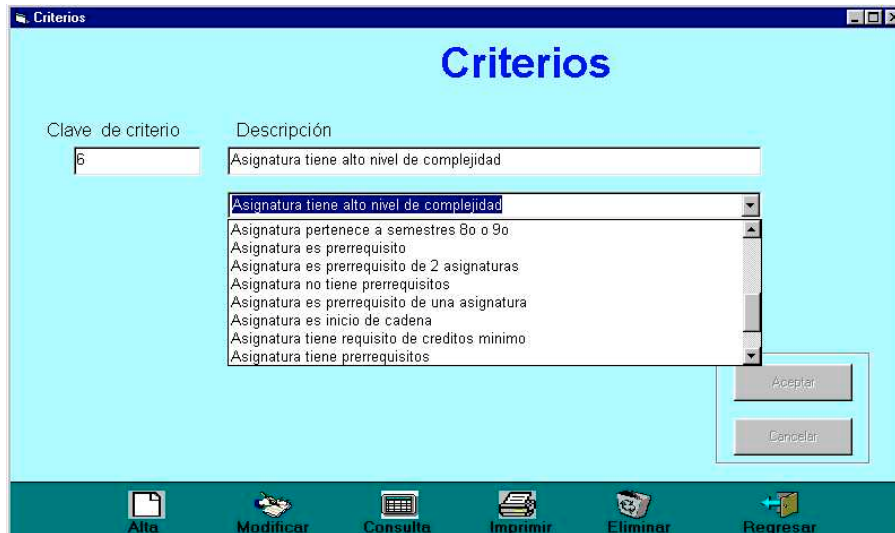 Criterios
Criterios
Clave de criterio Descripción
6 Asignatura tiene alto nivel de complejidad
Asignatura tiene alto nivel de complejidad
Asignatura pertenece a semestres 8o o 9o
Asignatura es prerrequisito
Asignatura es prerrequisito de 2 asignaturas
Asignatura no tiene prerrequisitos
Asignatura es prerrequisito de una asignatura
Asignatura es inicio de cadena
Asignatura tiene requisito de creditos minimo
Asignatura tiene prerrequisitos
Aceptar
Cancelar
Alta Modificar Consulta Imprimir Eliminar Regresar